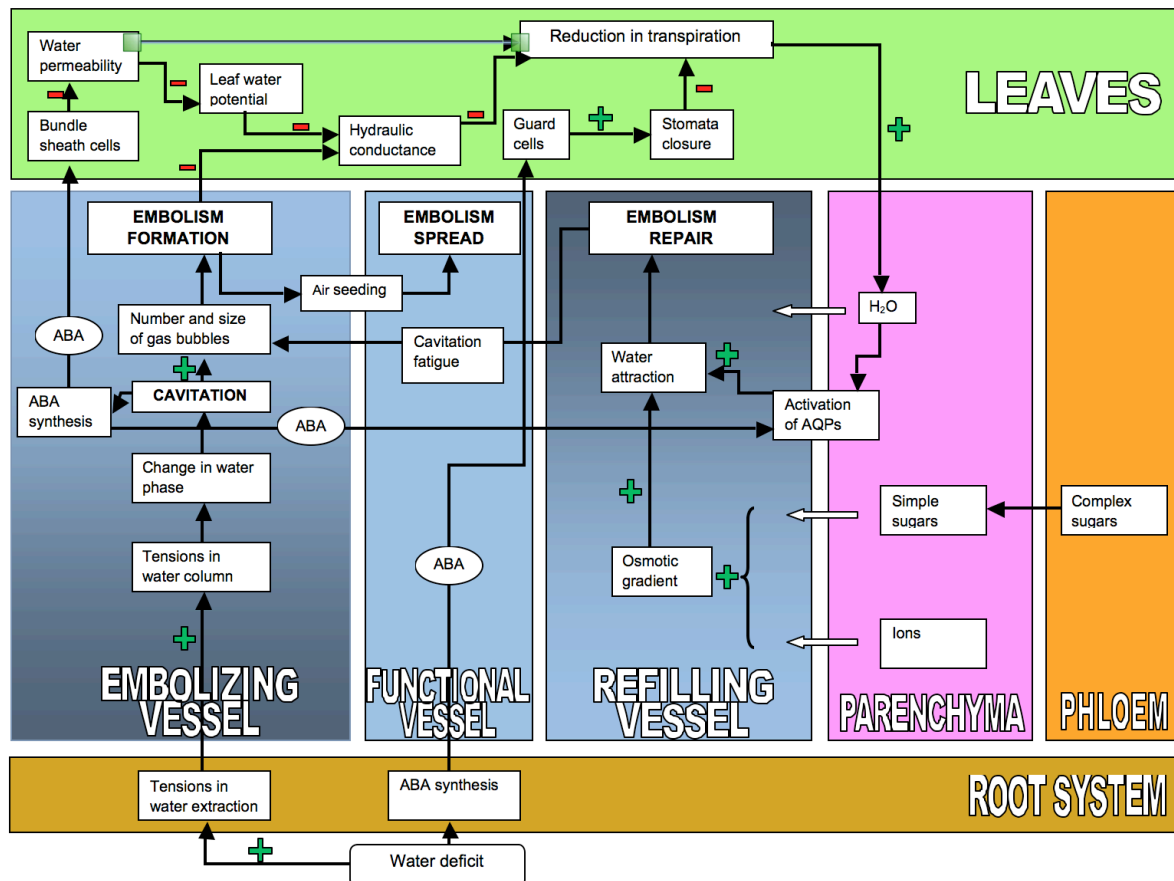 Water
permeability
Reduction in transpiration
Leaf water
potential
Bundle
sheath cells
Hydraulic
conductance
Guard
cells
Stomata
closure
LEAVES
EMBOLISM
FORMATION
EMBOLISM
SPREAD
EMBOLISM
REPAIR
Air seeding
H2O
ABA
Number and size
of gas bubbles
Cavitation
fatigue
Water
attraction
CAVITATION
ABA
synthesis
ABA
Activation
of AQPs
Change in water
phase
Simple
sugars
Complex
sugars
Tensions in
water column
ABA
Osmotic
gradient
Ions
EMBOLIZING
VESSEL
FUNCTIONAL
VESSEL
REFILLING
VESSEL
PARENCHYMA
PHLOEM
Tensions in
water extraction
ABA synthesis
ROOT SYSTEM
Water deficit